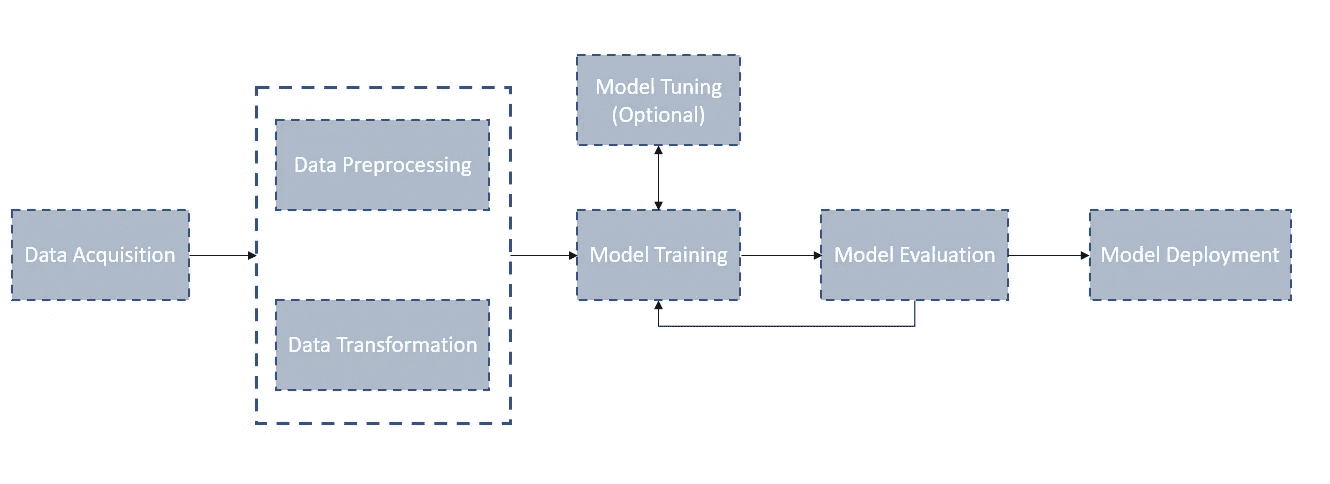 Model Tuning
(Optional)
Data Preprocessing
Data Acquisition
Model Training
Model Evaluation
Model Deployment
Data Transformation